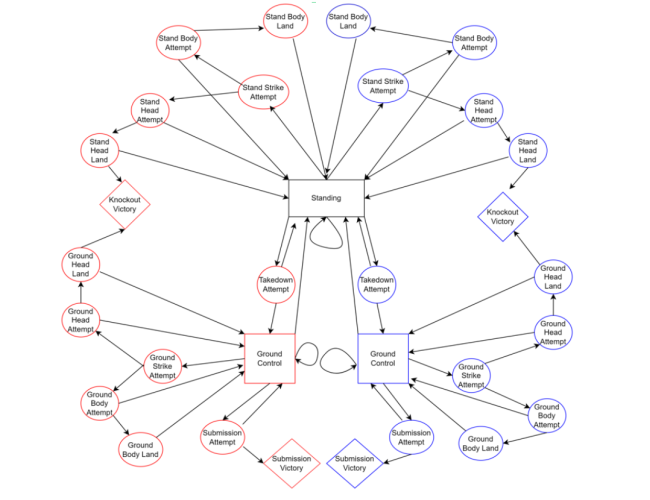 Stand Body
Land
Stand Body
Land
Stand Body
Attempt
Stand Body
Attempt
Stand Strike
Attempt
Stand Strike
Attempt
Stand
Head
Attempt
Stand
Head
Attempt
Stand
Head
Land
Stand
Head
Land
Standing
Knockout
Victory
Knockout
Victory
Ground
Head
Land
Takedown
Attempt
Takedown
Attempt
Ground
Head
Land
Ground
Head
Attempt
Ground
Head
Attempt
Ground
Strike
Attempt
Ground
Control
Ground
Control
Ground
Strike
Attempt
Ground
Body
Attempt
Ground
Body
Attempt
Ground
Body Land
Submission
Attempt
Submission
Attempt
Ground
Body Land
Submission
Victory
Submission
Victory